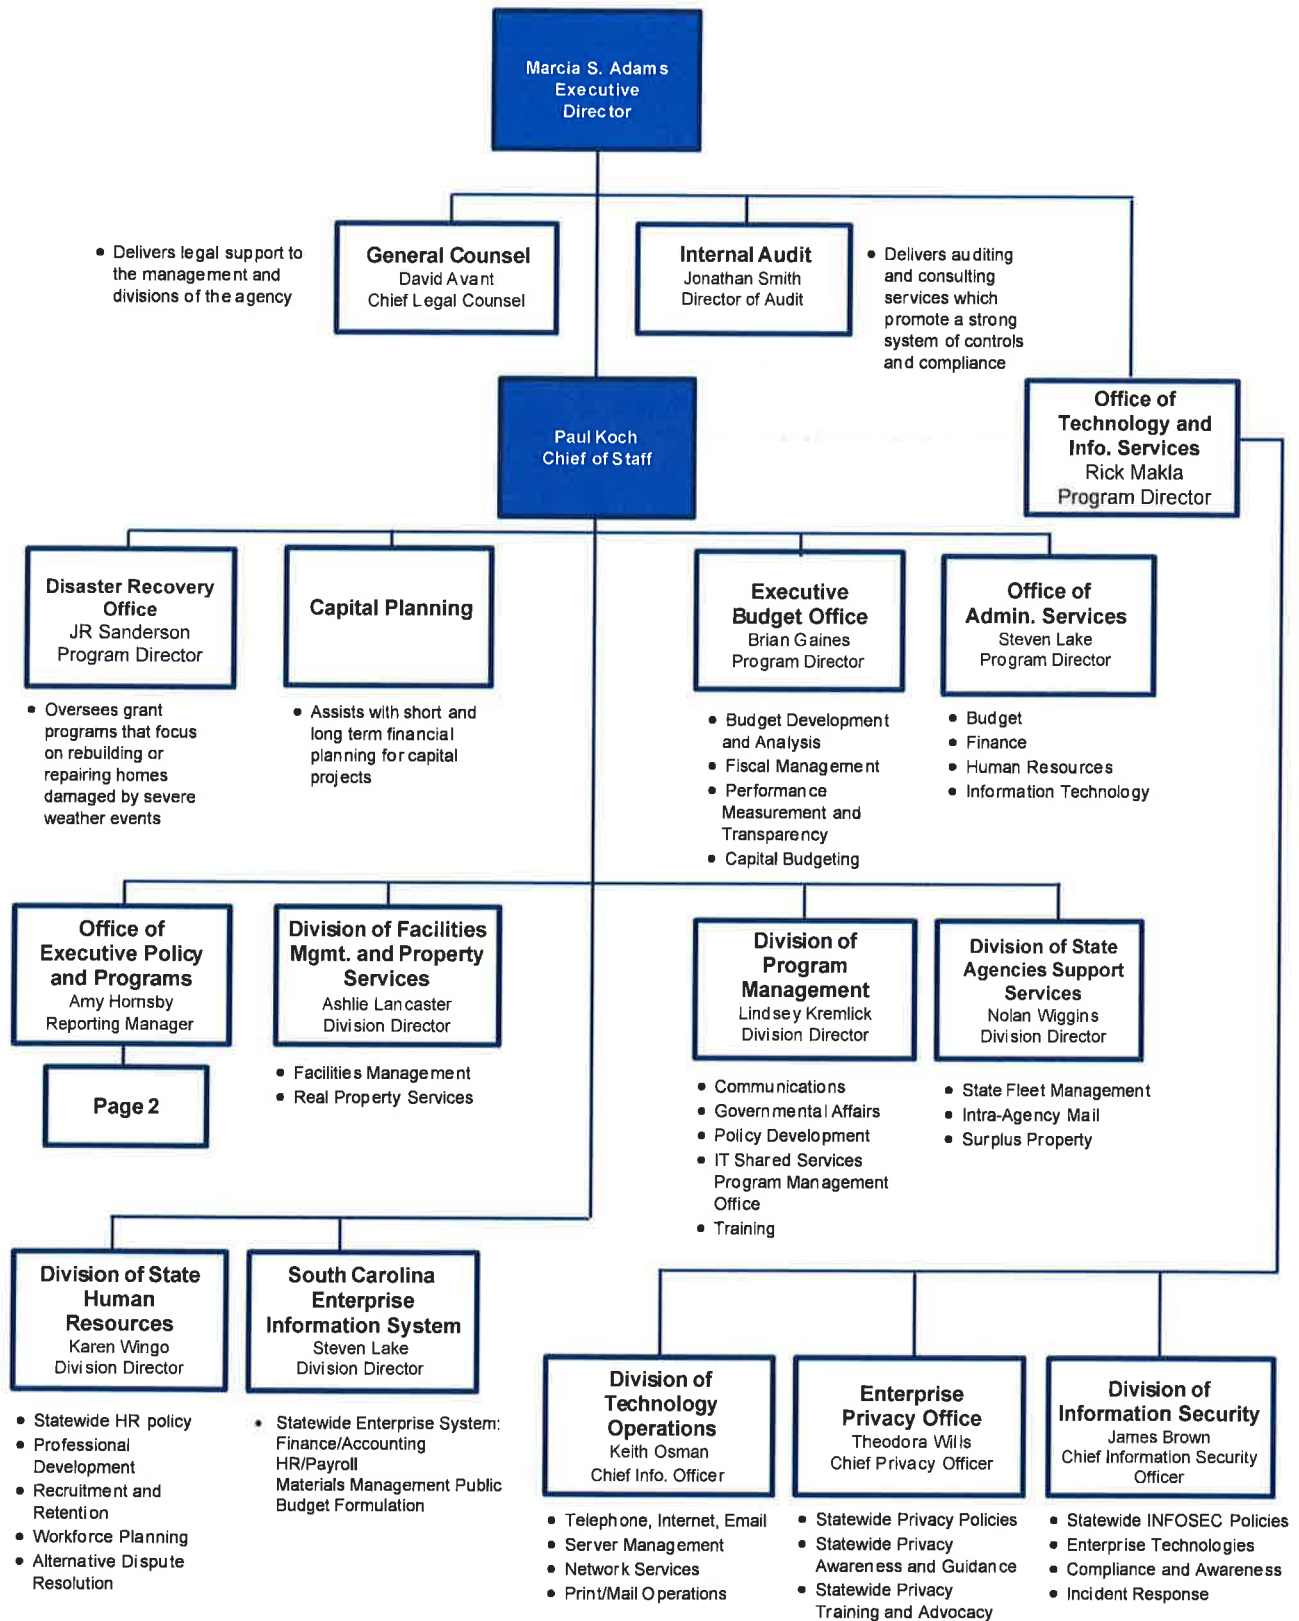 Marcia S. Adams
Executive
Director
• Delivers legal support to
the management and
divisions of the agency
General Counsel
David Avant
Chief Legal Counsel
Internal Audit
Jonathan Smith
Director of Audit
• Delivers auditing
and consulting
services which
promote a strong
system of controls
and compliance
Paul Koch
Chief of Staff
Office of
Technology and
Info. Services
Rick Makla
Program Director
Disaster Recovery
Office
JR Sanderson
Program Director
• Oversees grant
programs that focus
on rebuilding or
repairing homes
damaged by severe
weather events
Capital Planning
• Assists with short and
long term financial
planning for capital
projects
Executive
Budget Office
Brian Gaines
Program Director
• Budget Development
and Analysis
• Fiscal Management
• Performance
Measurement and
Transparency
• Capital Budgeting
Office of
Admin. Services
Steven Lake
Program Director
• Budget
• Finance
• Human Resources
• Information Technology
Office of
Executive Policy
and Programs
Amy Hornsby
Reporting Manager
Page 2
Division of Facilities
Mgmt. and Property
Services
Ashlie Lancaster
Division Director
• Facilities Management
• Real Property Services
Division of
Program
Management
Lindsey Kremlick
Division Director
• Communications
• Governmental Affairs
• Policy Development
• IT Shared Services
Program Management
Office
• Training
Division of State
Agencies Support
Services
Nolan Wiggins
Division Director
• State Fleet Management
• Intra-Agency Mail
• Surplus Property
Division of State
Human
Resources
Karen Wingo
Division Director
• Statewide HR policy
• Professional
Development
• Recruitment and
Retention
• Workforce Planning
• Alternative Dispute
Resolution
South Carolina
Enterprise
Information System
Steven Lake
Division Director
• Statewide Enterprise System:
Finance/Accounting
HR/Payroll
Materials Management Public
Budget Formulation
Division of
Technology
Operations
Keith Osman
Chief Info. Officer
• Telephone, Internet, Email
• Server Management
• Network Services
• Print/Mail Operations
Enterprise
Privacy Office
Theodora Wills
Chief Privacy Officer
• Statewide Privacy Policies
• Statewide Privacy
Awareness and Guidance
• Statewide Privacy
Training and Advocacy
Division of
Information Security
James Brown
Chief Information Security
Officer
• Statewide INFOSEC Policies
• Enterprise Technologies
• Compliance and Awareness
• Incident Response